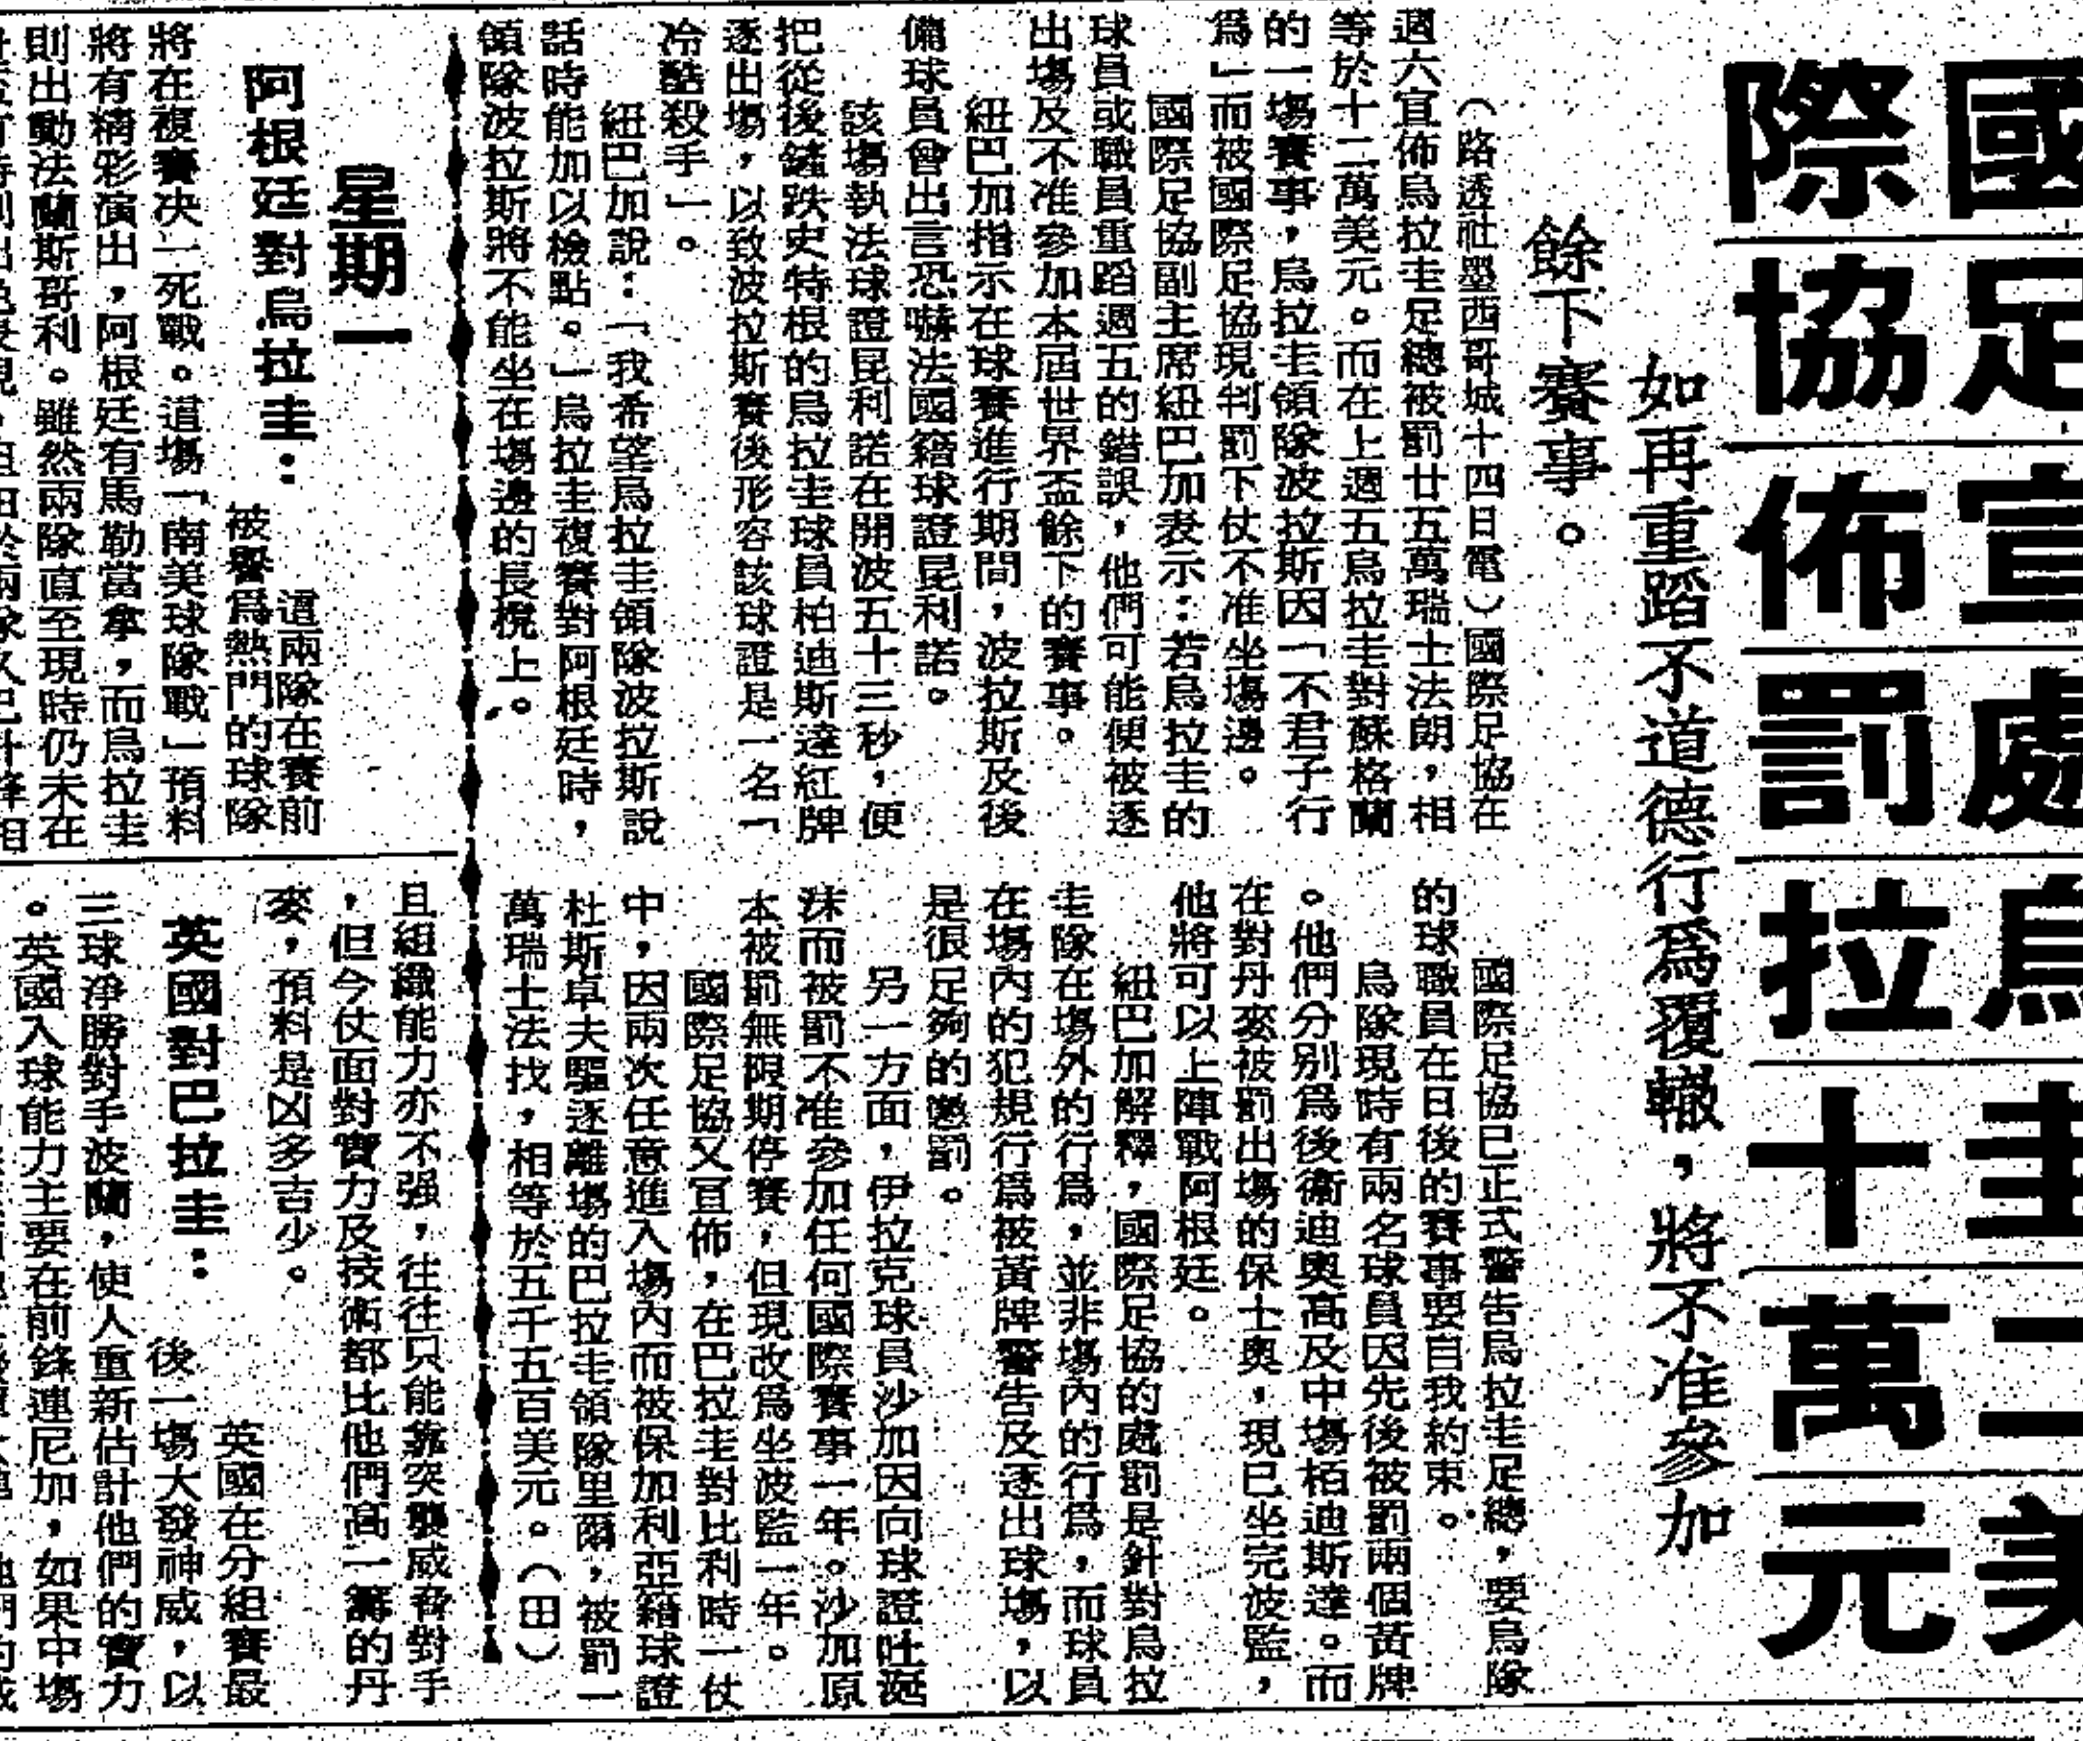 國足宣處烏圭二美
際協佈罰拉十萬元
如再重蹈不道德行爲覆轍，將不准參加
餘下賽事。
（路透社墨西哥城十四日電）國際足協在
週六宣佈烏拉圭足總被罰廿五萬瑞士法朗，相
等於十二萬美元。而在上週五烏拉圭對蘇格蘭
的一場賽事，烏拉圭領隊波拉斯因「不君子行
爲」而被國際足協現判罰下仗不准坐場邊。
國際足協副主席紐巴加表示：若烏拉圭的
球員或職員重蹈週五的錯誤，他們可能便被逐
出場及不准參加本屆世界盃餘下的賽事。
紐巴加指示在球賽進行期間，波拉斯及後
備球員會出言恐嚇法國籍球證昆利諾。
該場執法球證昆利諾在開波五十三秒，便
把從後鏟跌史特根的烏拉圭球員柏迪斯達紅牌
逐出場，以致波拉斯賽後形容該球證是一名「
冷酷殺手」。
紐巴加說：「我希望烏拉圭領隊波拉斯說
話時能加以檢點。」烏拉圭複賽對阿根廷時，
領隊波拉斯將不能坐在場邊的長櫈上。
國際足協已正式警告烏拉圭足總，要烏隊
的球職員在日後的賽事要自我約束。
烏隊現時有兩名球員因先後被罰兩個黃牌
。他們分别爲後衞迪奧高及中場栢迪斯達。而
在對丹麥被罰出場的保士奧，現已坐完波監，
他將可以上陣戰阿根廷。
紐巴加解釋，國際足協的處罰是針對烏拉
圭隊在場外的行爲，並非場內的行爲，而球員
在場內的犯規行爲被黃牌警告及逐出球場，以
是很足夠的懲罰。
另一方面，伊拉克球員沙加因向球證吐涎
沫而被罰不准參加任何國際賽事一年。沙加原
本被罰無限期停賽，但現改爲坐波監一年。
國際足協又宣佈，在巴拉圭對比利時一仗
中，因兩次任意進入場內而被保加利亞籍球證
杜斯卓夫驅逐離場的巴拉圭領隊里爾，被罰一
萬瑞士法找，相等於五千五百美元。（田）
星期一
阿根廷對烏拉圭：
這兩隊在賽前
被譽爲熱門的球隊
將在複賽决一死戰。這場「南美球隊戰」預料
將有精彩演出，阿根廷有馬勒當拿，而烏拉圭
則出動法蘭斯哥利。雖然兩隊直至現時仍未在
且組織能力亦不强，往往只能靠突襲威脅對手
，但今仗面對實力及技術都比他們高一籌的丹
麥，預料是凶多吉少。
英國對巴拉圭：
英國在分組賽最
後一場大發神威，以
三球淨勝對手波蘭，使人重新估計他們的實力
。英國入球能力主要在前鋒連尼加，如果中場